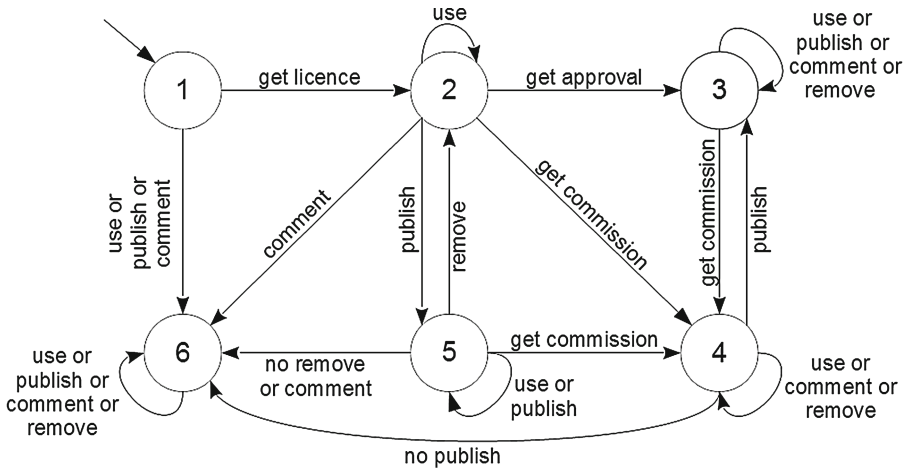 use
use or
publish or
comment or
remove
1
get licence
2
get approval
3
use or
publish or
comment
comment
publish
remove
get commission
get commission
publish
6
no remove
or comment
5
get commission
4
use or
publish or
comment or
remove
use or
publish
use or
comment or
remove
no publish